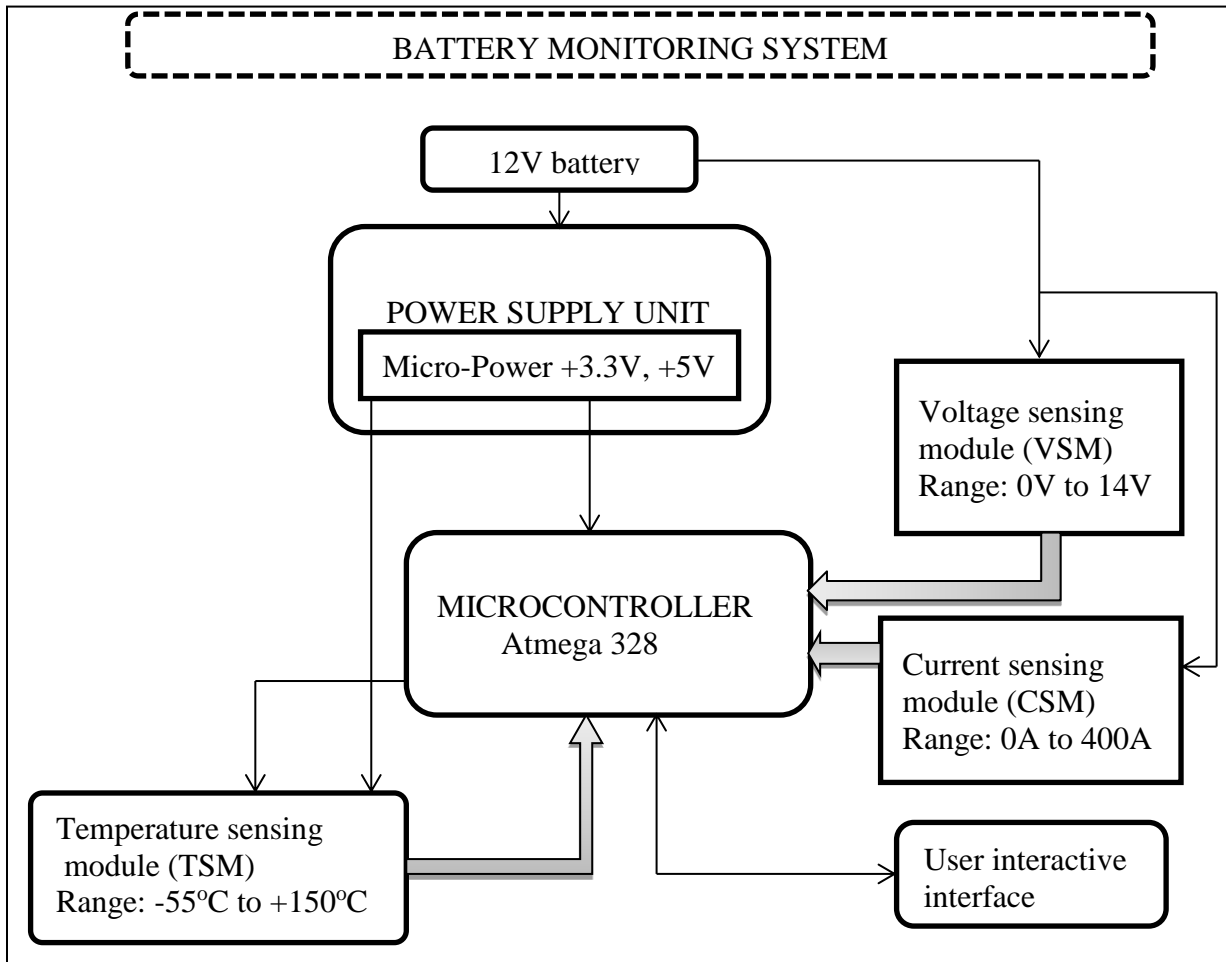 BATTERY MONITORING SYSTEM
12V battery
POWER SUPPLY UNIT
Micro-Power +3.3V, +5V
Voltage sensing
module (VSM)
Range: 0V to 14V
MICROCONTROLLER
Atmega 328
Current sensing
module (CSM)
Range: 0A to 400A
Temperature sensing
module (TSM)
Range: -55ºC to +150ºC
User interactive
interface